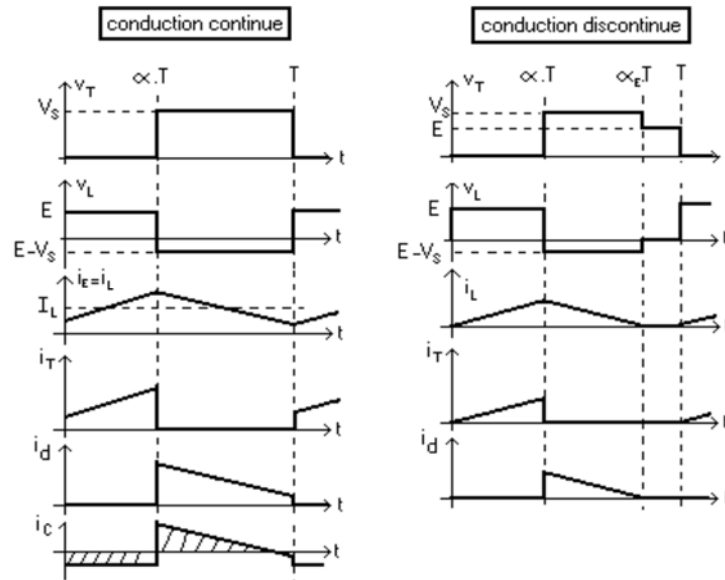 conduction continue
conduction discontinue
v_T ∝.T T
V_S
t
v_L
E
E-V_S
t
i_E=i_L
I_L
t
i_T
t
i_d
t
i_C
t
v_T ∝.T ∝_E.T T
V_S
E
v_L
E
E-V_S
i_L
i_T
i_d